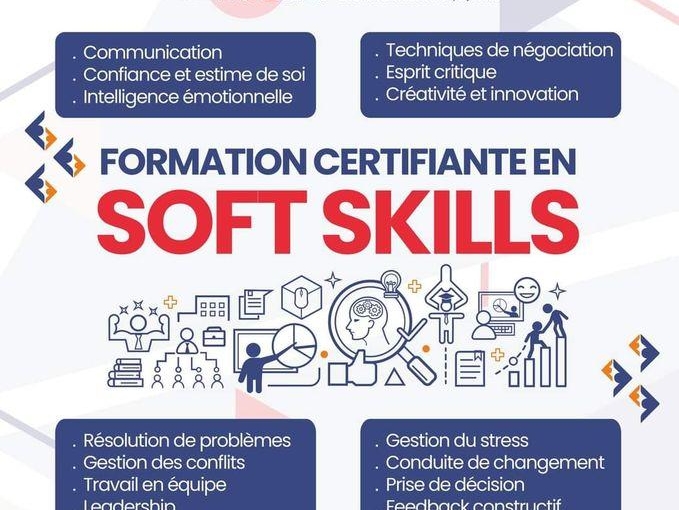 . Communication
. Confiance et estime de soi
. Intelligence émotionnelle
. Techniques de négociation
. Esprit critique
. Créativité et innovation
FORMATION CERTIFIANTE EN
SOFT SKILLS
. Résolution de problèmes
. Gestion des conflits
. Travail en équipe
. Leadership
. Gestion du stress
. Conduite de changement
. Prise de décision
. Feedback constructif